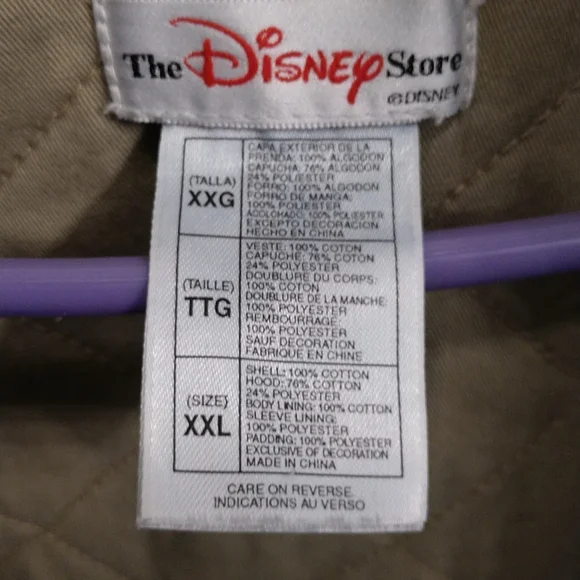 The Disney Store
©DISNEY
(TALLA)
XXG
CAPA EXTERIOR DE LA
PRENDA: 100% ALGODON
CAPUCHA: 76% ALGODON
24% POLIESTER
FORRO: 100% ALGODON
FORRO DE MANGA:
100% POLIESTER
ACOLCHADO: 100% POLIESTER
EXCEPTO DECORACION
HECHO EN CHINA
(TAILLE)
TTG
VESTE: 100% COTON
CAPUCHE: 76% COTON
24% POLYESTER
DOUBLURE DU CORPS:
100% COTON
DOUBLURE DE LA MANCHE:
100% POLYESTER
REMBOURRAGE:
100% POLYESTER
SAUF DECORATION
FABRIQUE EN CHINE
(SIZE)
XXL
SHELL: 100% COTTON
HOOD: 76% COTTON
24% POLYESTER
BODY LINING: 100% COTTON
SLEEVE LINING:
100% POLYESTER
PADDING: 100% POLYESTER
EXCLUSIVE OF DECORATION
MADE IN CHINA
CARE ON REVERSE.
INDICATIONS AU VERSO